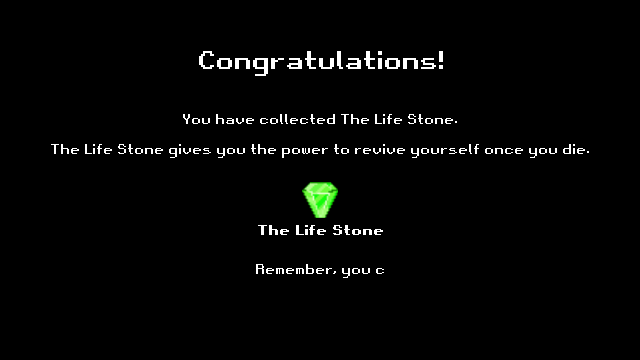 Congratulations!
You have collected The Life Stone.
The Life Stone gives you the power to revive yourself once you die.
The Life Stone
Remember, you c